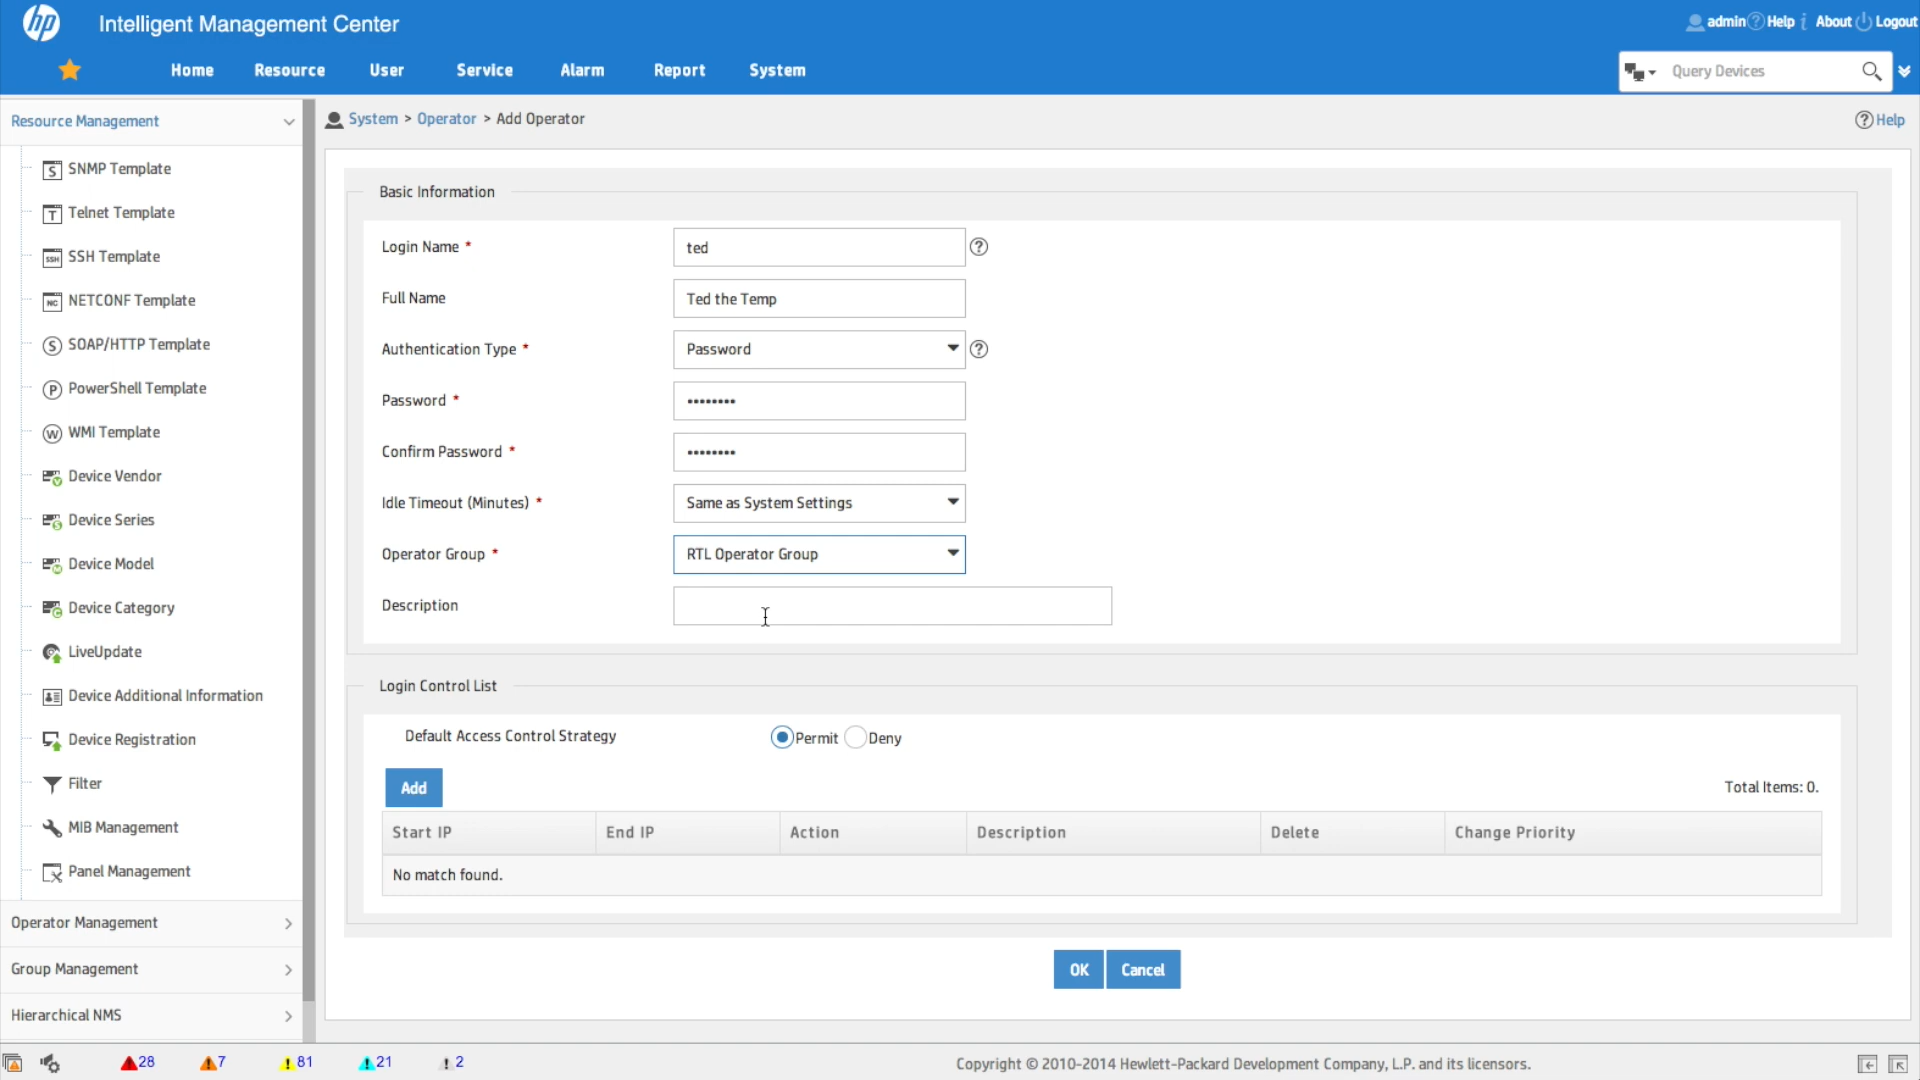 hp Intelligent Management Center
admin Help i About Logout
Home Resource User Service Alarm Report System
Query Devices
Resource Management
SNMP Template
Telnet Template
SSH Template
NETCONF Template
SOAP/HTTP Template
PowerShell Template
WMI Template
Device Vendor
Device Series
Device Model
Device Category
LiveUpdate
Device Additional Information
Device Registration
Filter
MIB Management
Panel Management
Operator Management
Group Management
Hierarchical NMS
System > Operator > Add Operator
Help
Basic Information
Login Name * ted
Full Name Ted the Temp
Authentication Type * Password
Password * ••••••••
Confirm Password * ••••••••
Idle Timeout (Minutes) * Same as System Settings
Operator Group * RTL Operator Group
Description
Login Control List
Default Access Control Strategy Permit Deny
Add
Total Items: 0.
Start IP End IP Action Description Delete Change Priority
No match found.
OK Cancel
28 7 81 21 2
Copyright © 2010-2014 Hewlett-Packard Development Company, L.P. and its licensors.